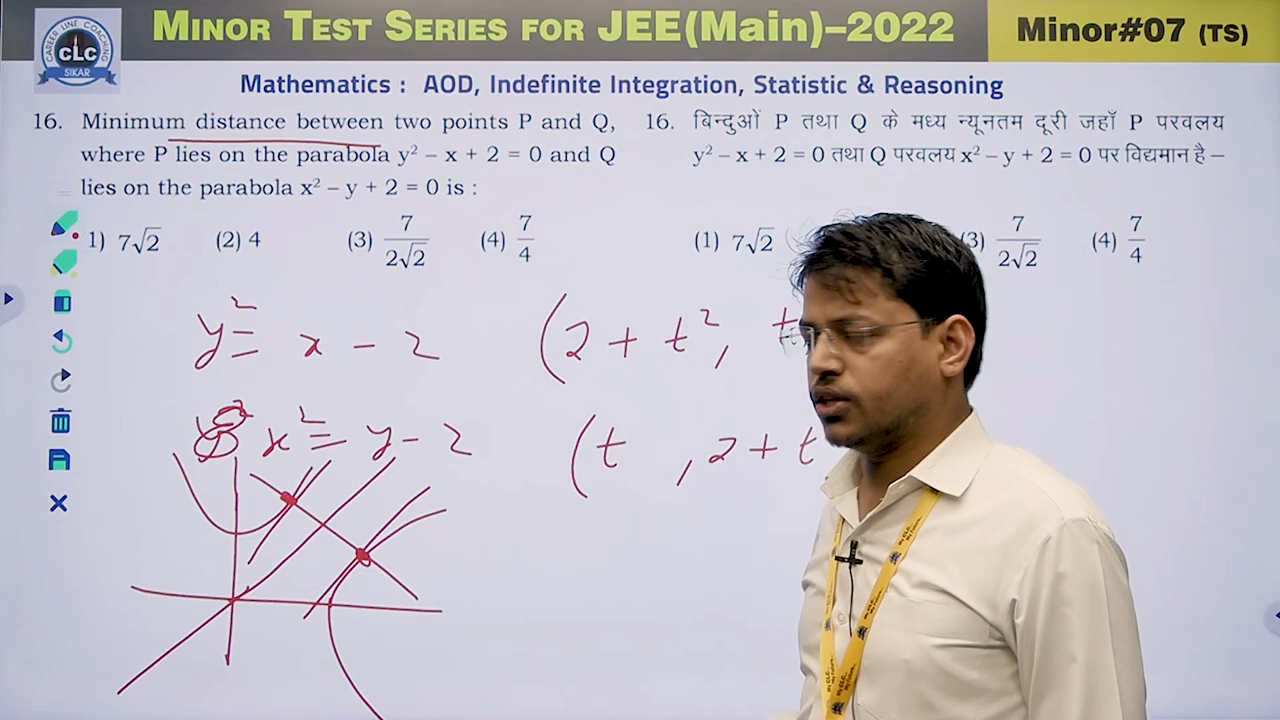 CAREER LINE COACHING
CLC
SIKAR
MINOR TEST SERIES FOR JEE(MAIN)–2022
Minor#07 (TS)
Mathematics : AOD, Indefinite Integration, Statistic & Reasoning
16. Minimum distance between two points P and Q,
where P lies on the parabola y² – x + 2 = 0 and Q
lies on the parabola x² – y + 2 = 0 is :
1) 7√2 (2) 4 (3) 7/2√2 (4) 7/4
16. बिन्दुओं P तथा Q के मध्य न्यूनतम दूरी जहाँ P परवलय
y² – x + 2 = 0 तथा Q परवलय x² – y + 2 = 0 पर विद्यमान है –
(1) 7√2 (3) 7/2√2 (4) 7/4
y² = x – 2 (2 + t², t
x² = y – 2 (t , 2 + t